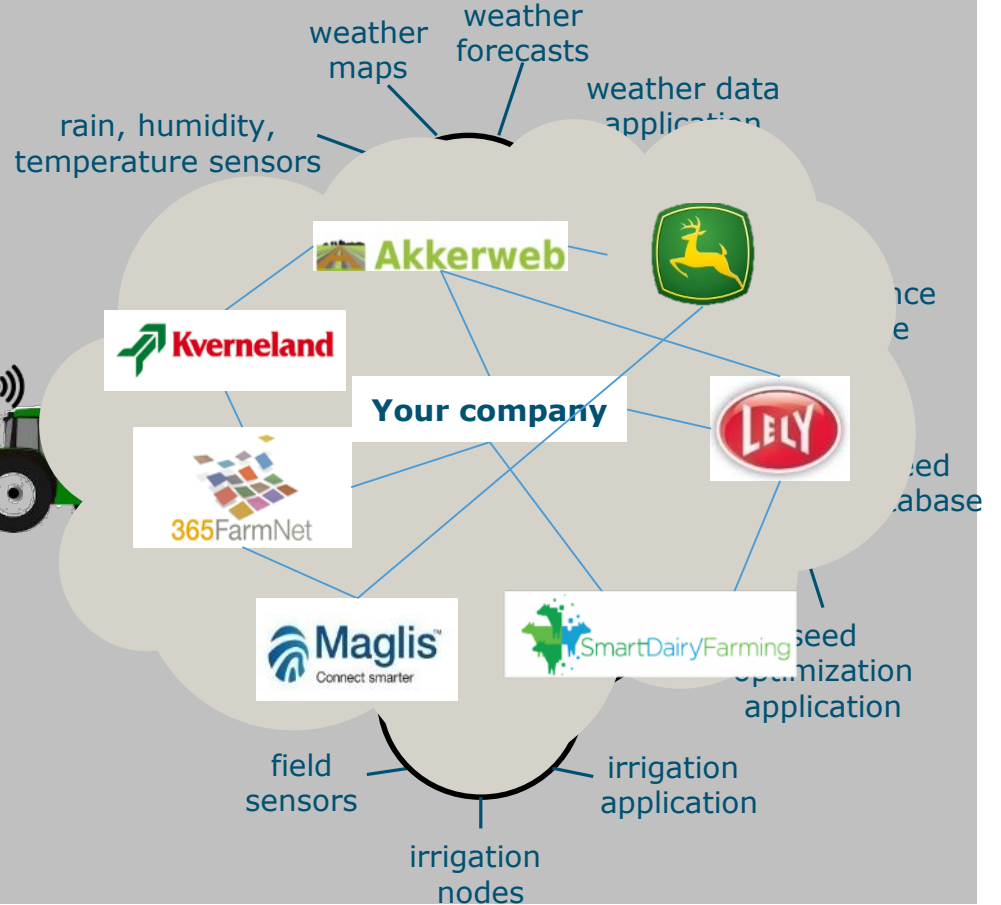 weather
maps
weather
forecasts
weather data
application
rain, humidity,
temperature sensors
Akkerweb
Kverneland
Your company
LELY
365FarmNet
Maglis™
Connect smarter
SmartDairyFarming
seed
optimization
application
field
sensors
irrigation
application
irrigation
nodes